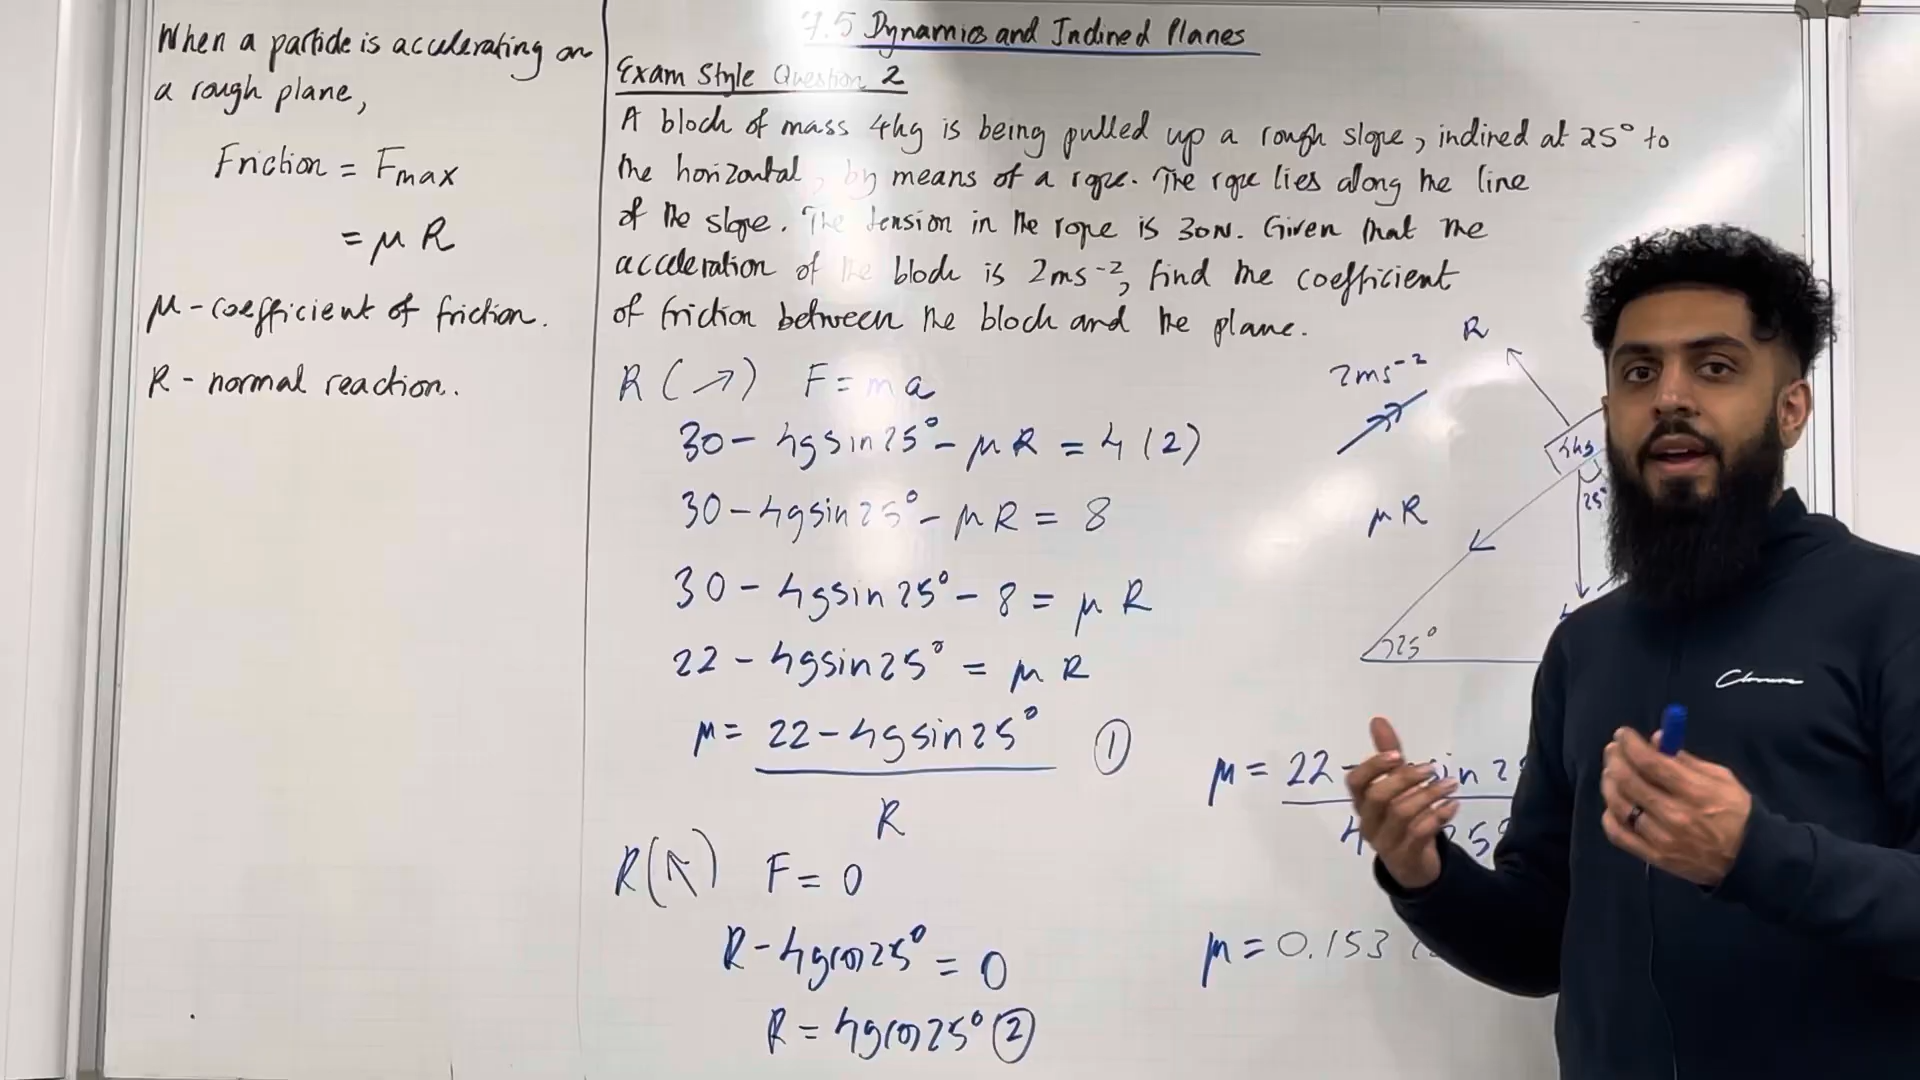 When a particle is accelerating on
a rough plane,
Friction = Fmax
= μ R
μ - coefficient of friction.
R - normal reaction.
7.5 Dynamics and Inclined Planes
Exam Style Question 2
A block of mass 4kg is being pulled up a rough slope, inclined at 25° to
the horizontal, by means of a rope. The rope lies along the line
of the slope. The tension in the rope is 30N. Given that the
acceleration of the block is 2ms⁻², find the coefficient
of friction between the block and the plane.
R (↗) F = ma
30 - 4gsin25° - μR = 4(2)
30 - 4gsin25° - μR = 8
30 - 4gsin25° - 8 = μR
22 - 4gsin25° = μR
μ = 22 - 4gsin25° ①
R
R(↖) F = 0
R - 4gcos25° = 0
R = 4gcos25° ②
R
2ms⁻²
4kg
25°
μR
25°
μ = 22 - in 2
4 25°
μ = 0.153